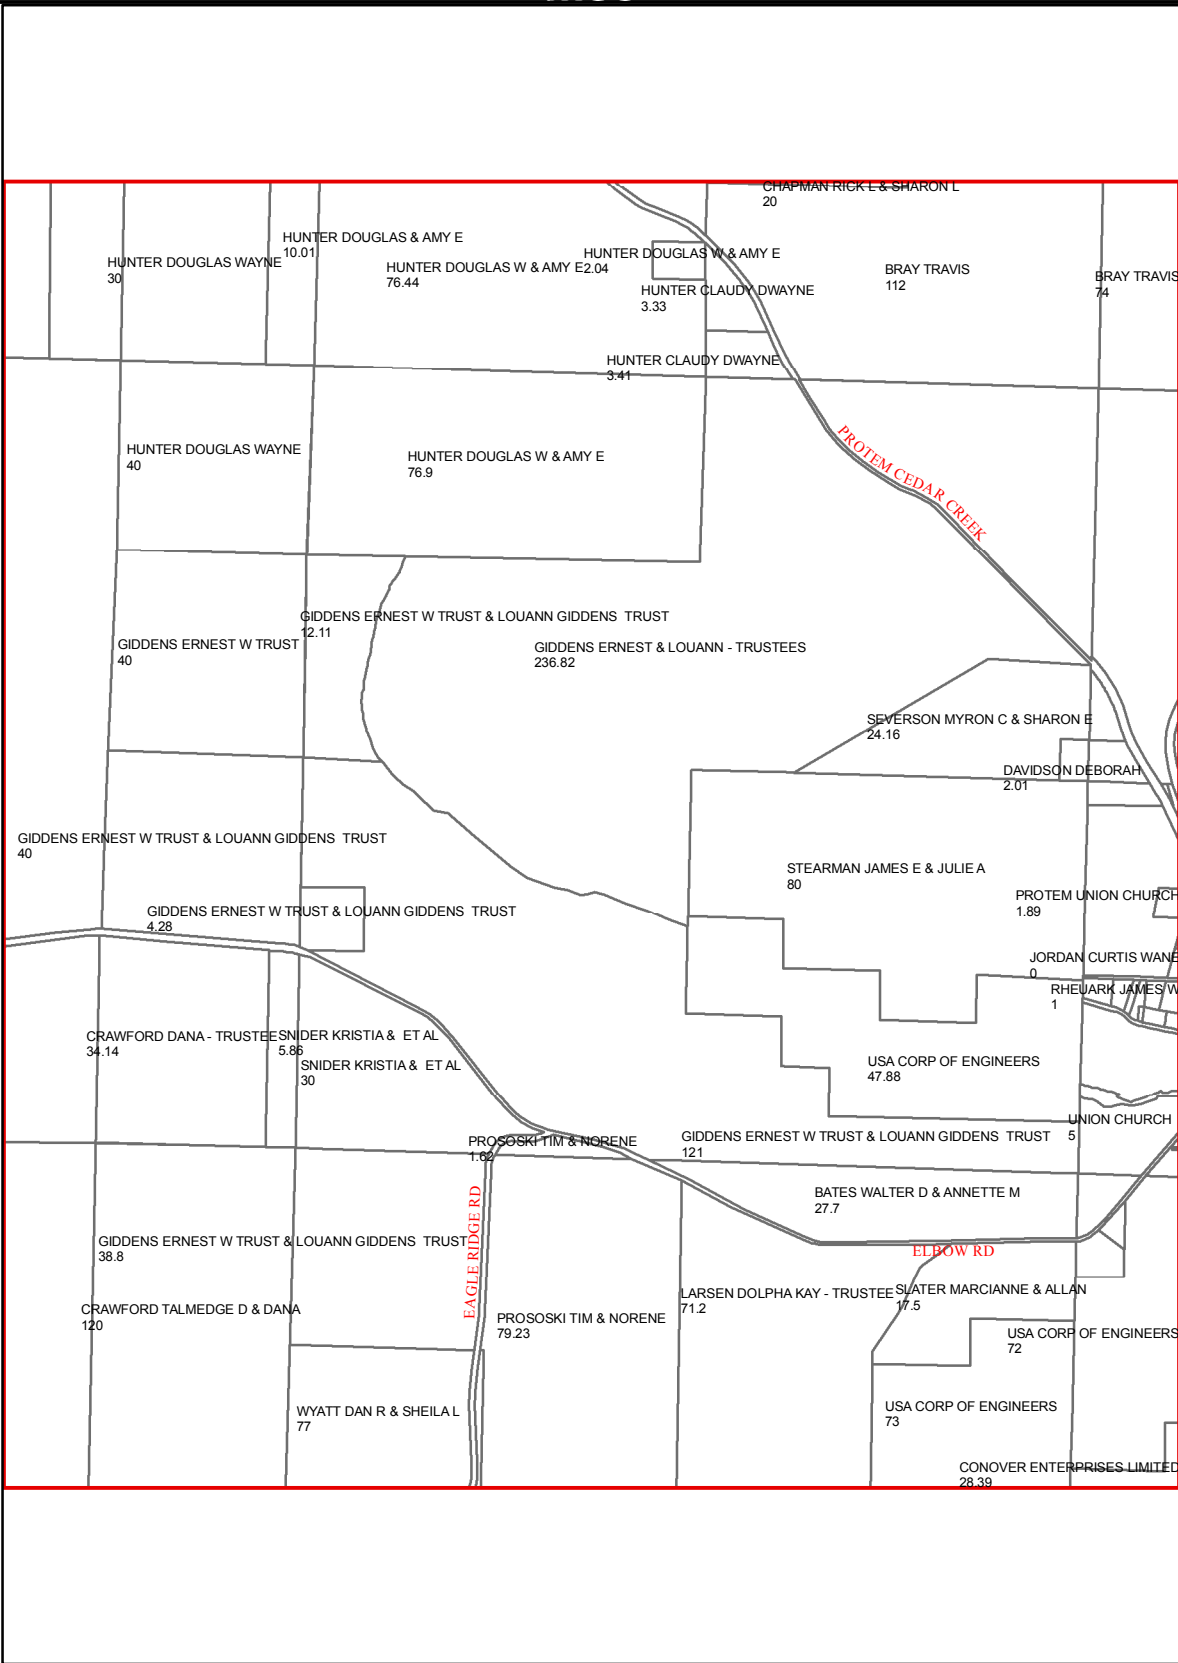 CHAPMAN RICK L & SHARON L
20
HUNTER DOUGLAS & AMY E
10.01
HUNTER DOUGLAS WAYNE
30
HUNTER DOUGLAS W & AMY E
76.44
HUNTER DOUGLAS W & AMY E
2.04
BRAY TRAVIS
112
BRAY TRAVIS
74
HUNTER CLAUDY DWAYNE
3.33
HUNTER CLAUDY DWAYNE
3.41
HUNTER DOUGLAS WAYNE
40
HUNTER DOUGLAS W & AMY E
76.9
PROTEM CEDAR CREEK
GIDDENS ERNEST W TRUST & LOUANN GIDDENS TRUST
12.11
GIDDENS ERNEST W TRUST
40
GIDDENS ERNEST & LOUANN - TRUSTEES
236.82
SEVERSON MYRON C & SHARON E
24.16
DAVIDSON DEBORAH
2.01
GIDDENS ERNEST W TRUST & LOUANN GIDDENS TRUST
40
STEARMAN JAMES E & JULIE A
80
PROTEM UNION CHURCH
1.89
GIDDENS ERNEST W TRUST & LOUANN GIDDENS TRUST
4.28
JORDAN CURTIS WANE
0
RHEUARK JAMES W
1
CRAWFORD DANA - TRUSTEE
34.14
SNIDER KRISTIA & ET AL
5.86
SNIDER KRISTIA & ET AL
30
USA CORP OF ENGINEERS
47.88
UNION CHURCH
5
PROSOSKI TIM & NORENE
1.62
GIDDENS ERNEST W TRUST & LOUANN GIDDENS TRUST
121
BATES WALTER D & ANNETTE M
27.7
EAGLE RIDGE RD
GIDDENS ERNEST W TRUST & LOUANN GIDDENS TRUST
38.8
ELBOW RD
LARSEN DOLPHA KAY - TRUSTEE
71.2
SLATER MARCIANNE & ALLAN
17.5
CRAWFORD TALMEDGE D & DANA
120
PROSOSKI TIM & NORENE
79.23
USA CORP OF ENGINEERS
72
WYATT DAN R & SHEILA L
77
USA CORP OF ENGINEERS
73
CONOVER ENTERPRISES LIMITED
28.39